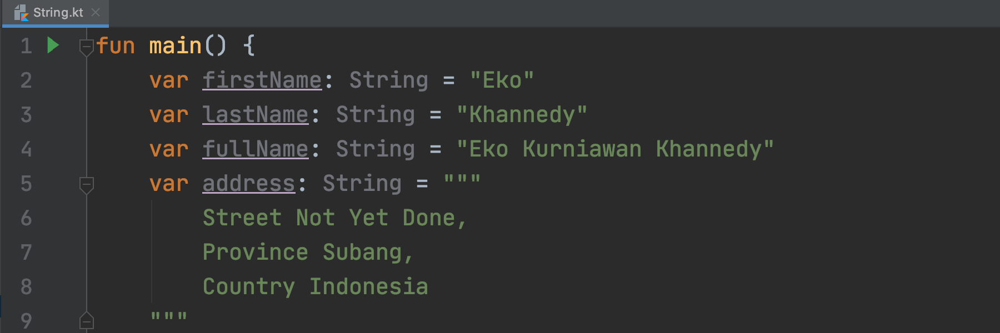 String.kt
1 fun main() {
2     var firstName: String = "Eko"
3     var lastName: String = "Khannedy"
4     var fullName: String = "Eko Kurniawan Khannedy"
5     var address: String = """
6         Street Not Yet Done,
7         Province Subang,
8         Country Indonesia
9     """